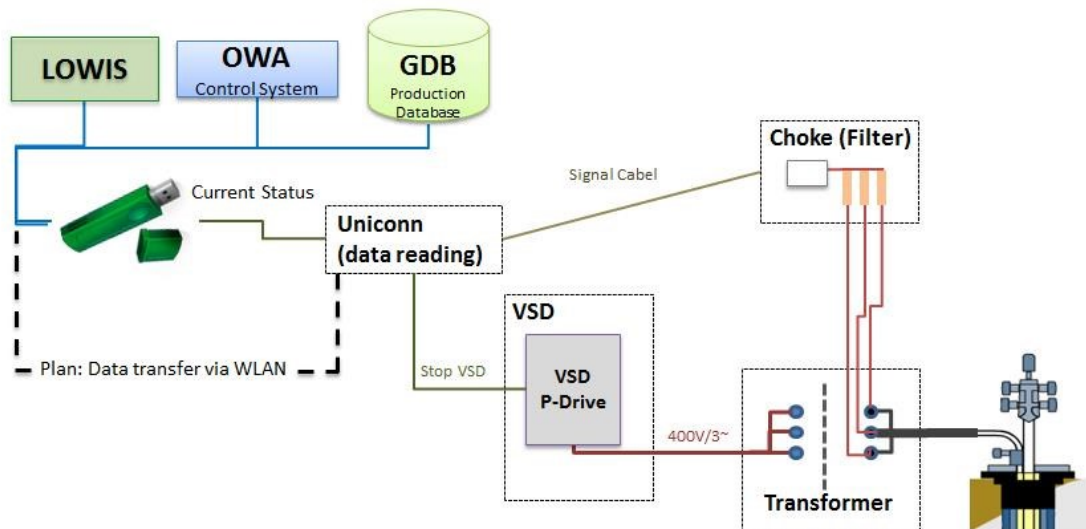 LOWIS
OWA
Control System
GDB
Production
Database
Current Status
Signal Cabel
Choke (Filter)
Uniconn
(data reading)
VSD
Plan: Data transfer via WLAN
Stop VSD
VSD
P-Drive
400V/3~
Transformer